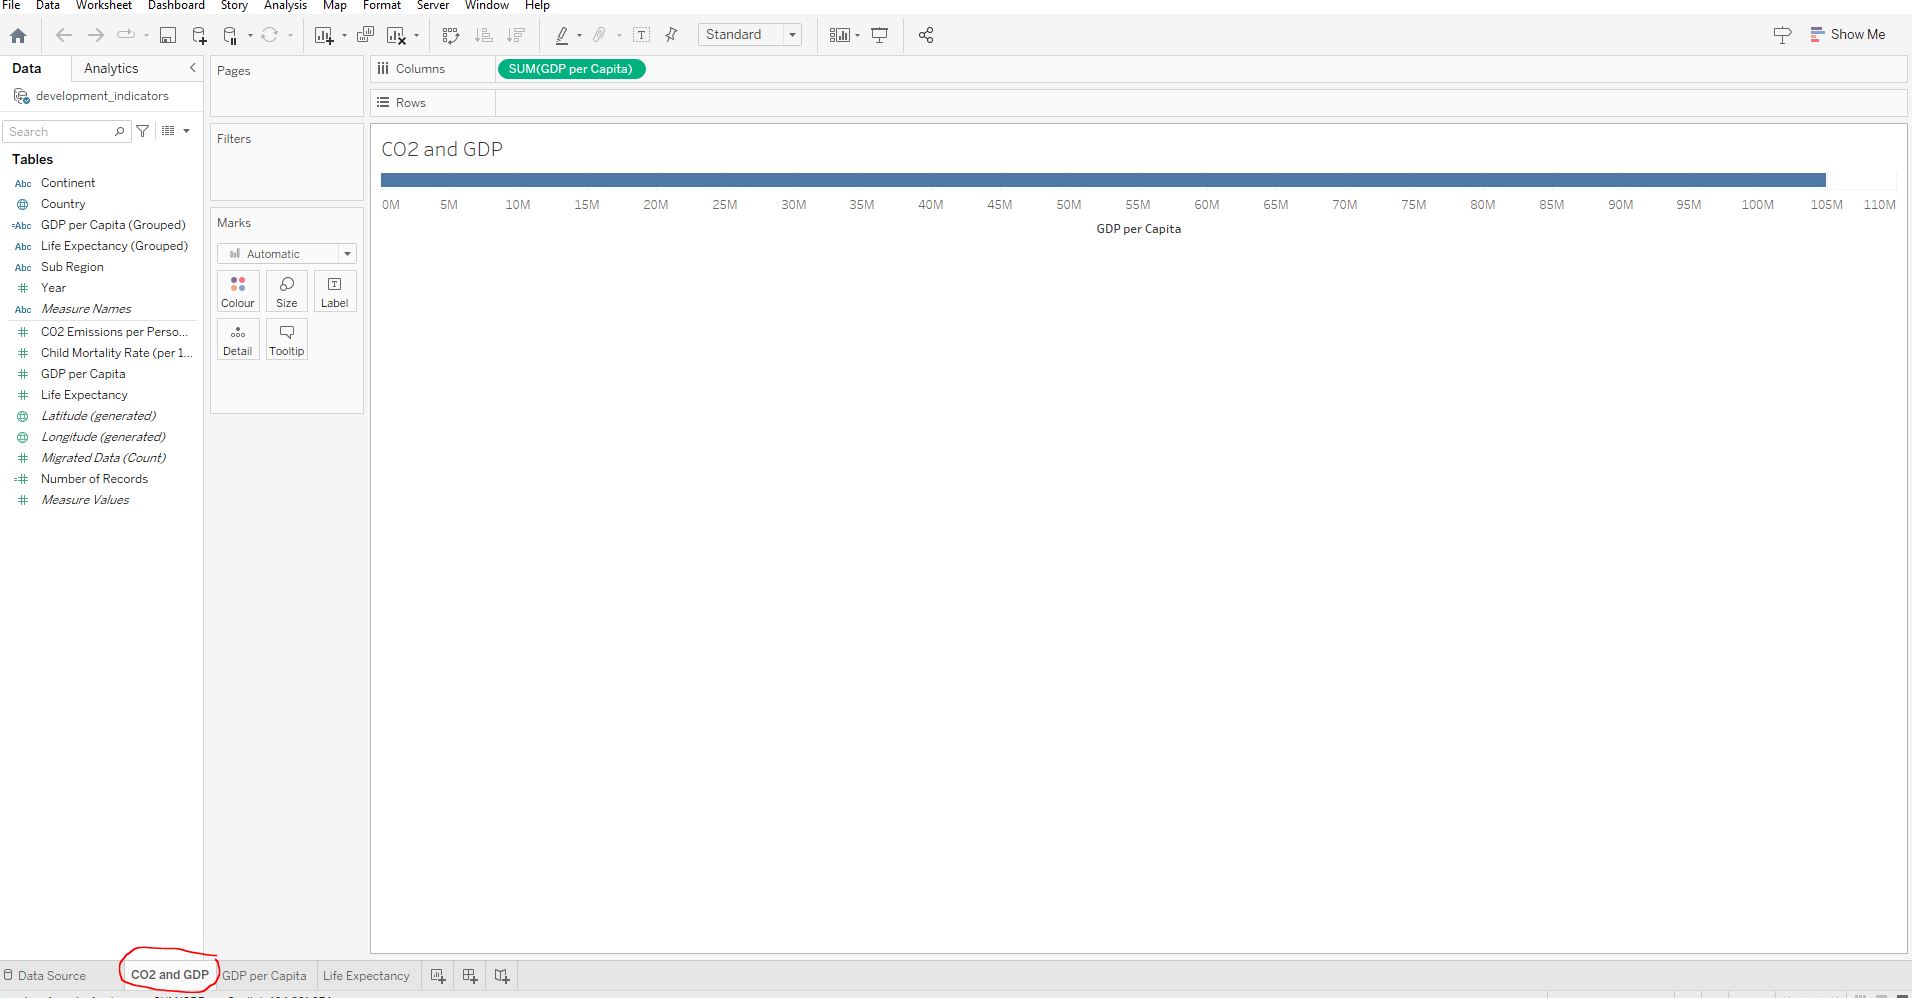 File Data Worksheet Dashboard Story Analysis Map Format Server Window Help
Standard
Show Me
Data Analytics
development_indicators
Search
Tables
Abc Continent
Country
=Abc GDP per Capita (Grouped)
Abc Life Expectancy (Grouped)
Abc Sub Region
# Year
Abc Measure Names
# CO2 Emissions per Perso...
# Child Mortality Rate (per 1...
# GDP per Capita
# Life Expectancy
Latitude (generated)
Longitude (generated)
# Migrated Data (Count)
=# Number of Records
# Measure Values
Pages
Filters
Marks
Automatic
Colour Size Label
Detail Tooltip
Columns SUM(GDP per Capita)
Rows
CO2 and GDP
0M 5M 10M 15M 20M 25M 30M 35M 40M 45M 50M 55M 60M 65M 70M 75M 80M 85M 90M 95M 100M 105M 110M
GDP per Capita
Data Source CO2 and GDP GDP per Capita Life Expectancy